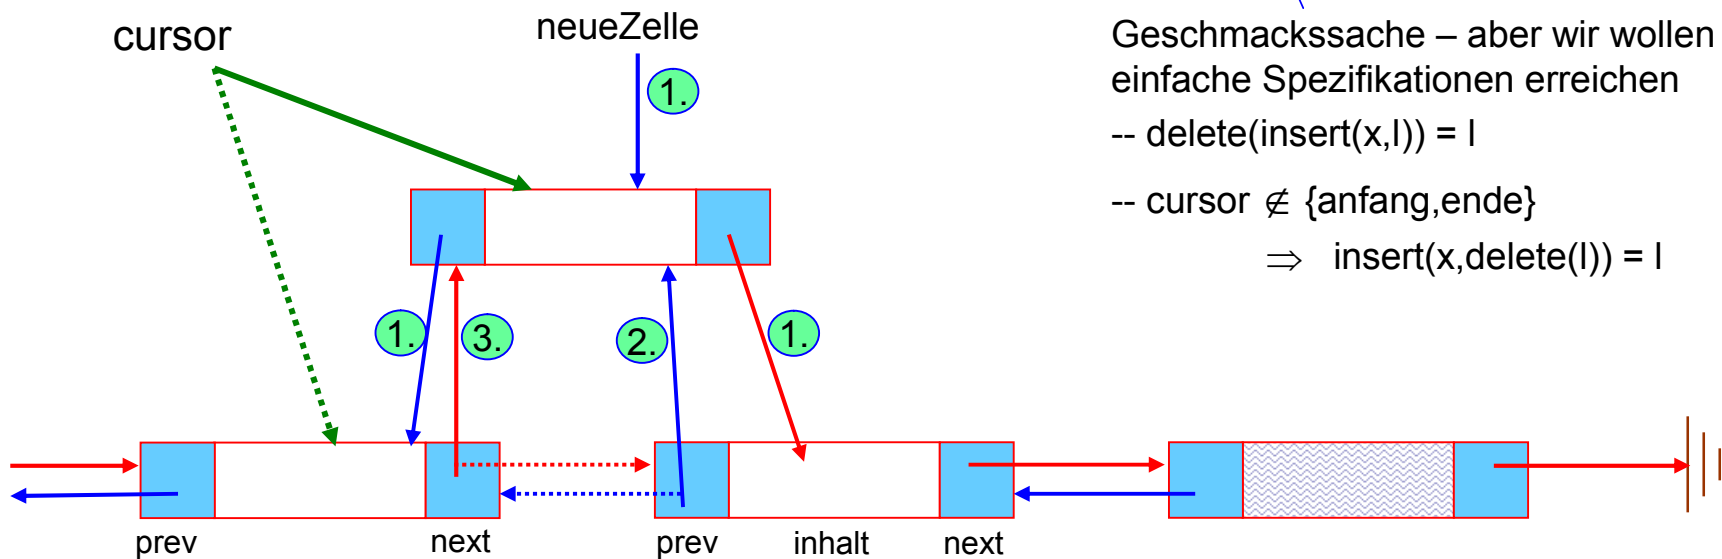 cursor
neueZelle
Geschmackssache – aber wir wollen
einfache Spezifikationen erreichen
-- delete(insert(x,l)) = l
-- cursor ∉ {anfang,ende}
⇒ insert(x,delete(l)) = l
1.
1.
3.
2.
1.
prev
next
prev
inhalt
next